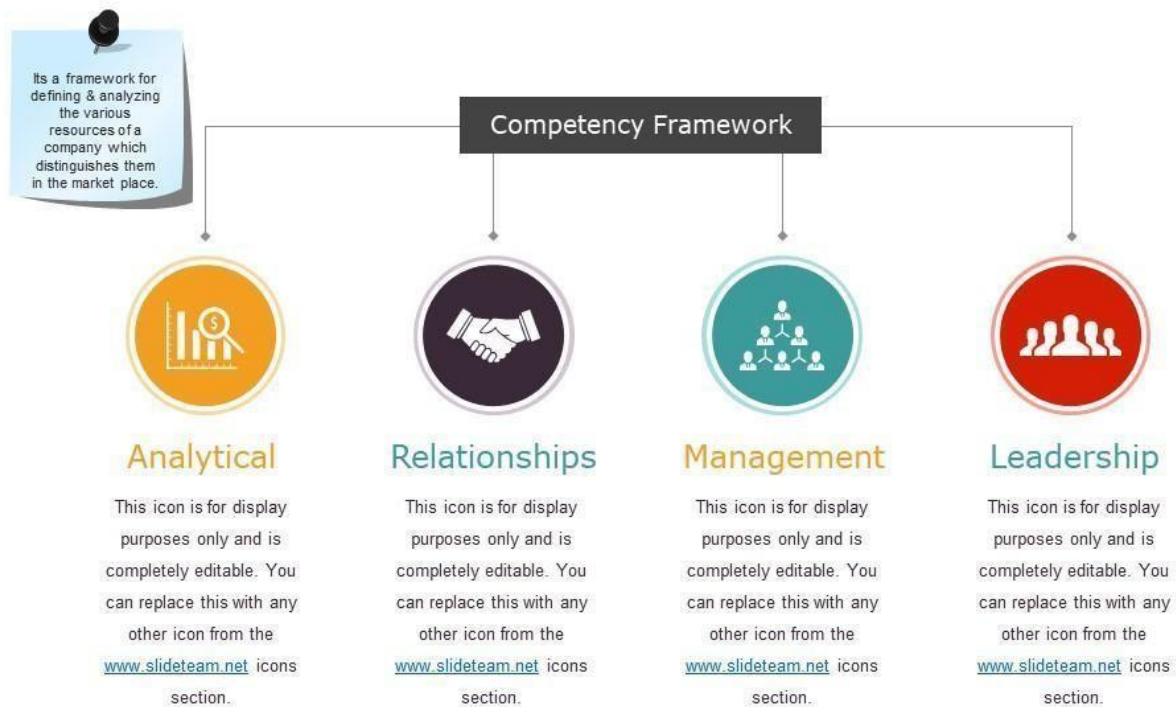 Its a framework for
defining & analyzing
the various
resources of a
company which
distinguishes them
in the market place.
Competency Framework
$
Analytical
This icon is for display
purposes only and is
completely editable. You
can replace this with any
other icon from the
www.slideteam.net icons
section.
Relationships
This icon is for display
purposes only and is
completely editable. You
can replace this with any
other icon from the
www.slideteam.net icons
section.
Management
This icon is for display
purposes only and is
completely editable. You
can replace this with any
other icon from the
www.slideteam.net icons
section.
Leadership
This icon is for display
purposes only and is
completely editable. You
can replace this with any
other icon from the
www.slideteam.net icons
section.